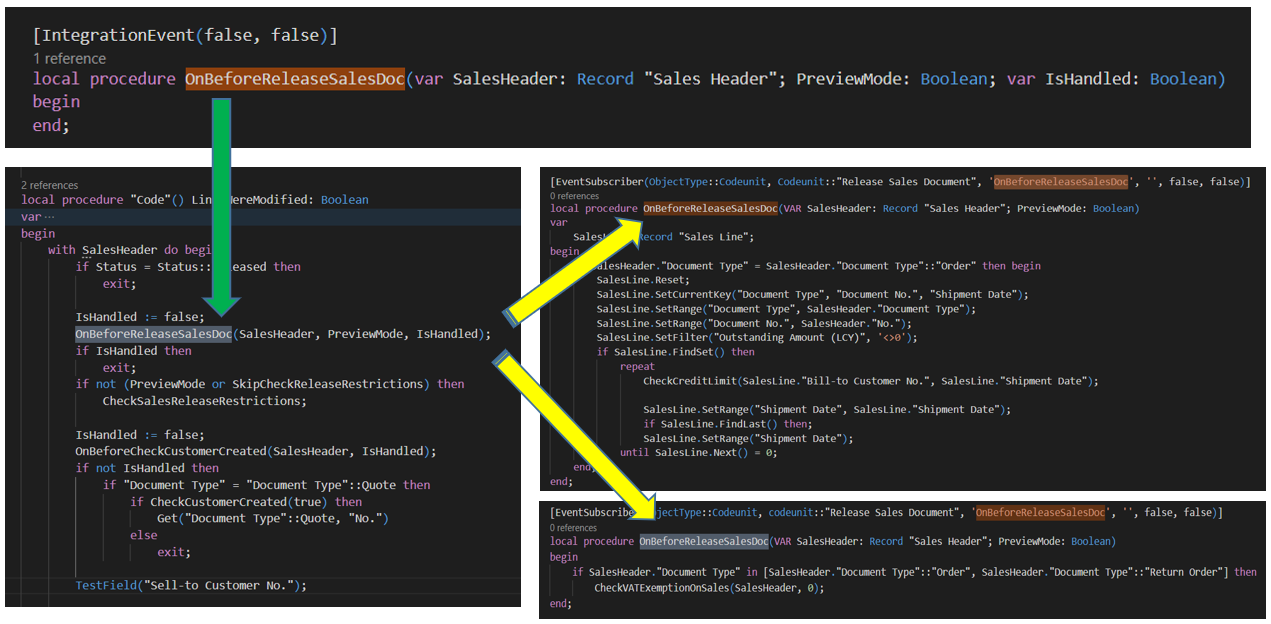 [IntegrationEvent(false, false)]
1 reference
local procedure OnBeforeReleaseSalesDoc(var SalesHeader: Record "Sales Header"; PreviewMode: Boolean; var IsHandled: Boolean)
begin
end;
2 references
local procedure "Code"() Lin WereModified: Boolean
var ...
begin
with SalesHeader do begi
if Status = Status:: eased then
exit;
IsHandled := false;
OnBeforeReleaseSalesDoc(SalesHeader, PreviewMode, IsHandled);
if IsHandled then
exit;
if not (PreviewMode or SkipCheckReleaseRestrictions) then
CheckSalesReleaseRestrictions;
IsHandled := false;
OnBeforeCheckCustomerCreated(SalesHeader, IsHandled);
if not IsHandled then
if "Document Type" = "Document Type"::Quote then
if CheckCustomerCreated(true) then
Get("Document Type"::Quote, "No.")
else
exit;
TestField("Sell-to Customer No.");
[EventSubscriber(ObjectType::Codeunit, Codeunit::"Release Sales Document", 'OnBeforeReleaseSalesDoc', '', false, false)]
0 references
local procedure OnBeforeReleaseSalesDoc(VAR SalesHeader: Record "Sales Header"; PreviewMode: Boolean)
var
Sales Record "Sales Line";
begin
SalesHeader."Document Type" = SalesHeader."Document Type"::"Order" then begin
SalesLine.Reset;
SalesLine.SetCurrentKey("Document Type", "Document No.", "Shipment Date");
SalesLine.SetRange("Document Type", SalesHeader."Document Type");
SalesLine.SetRange("Document No.", SalesHeader."No.");
SalesLine.SetFilter("Outstanding Amount (LCY)", '<>0');
if SalesLine.FindSet() then
repeat
CheckCreditLimit(SalesLine."Bill-to Customer No.", SalesLine."Shipment Date");
SalesLine.SetRange("Shipment Date", SalesLine."Shipment Date");
if SalesLine.FindLast() then;
SalesLine.SetRange("Shipment Date");
until SalesLine.Next() = 0;
end;
end;
[EventSubscribe jectType::Codeunit, codeunit::"Release Sales Document", 'OnBeforeReleaseSalesDoc', '', false, false)]
0 references
local procedure OnBeforeReleaseSalesDoc(VAR SalesHeader: Record "Sales Header"; PreviewMode: Boolean)
begin
if SalesHeader."Document Type" in [SalesHeader."Document Type"::"Order", SalesHeader."Document Type"::"Return Order"] then
CheckVATExemptionOnSales(SalesHeader, 0);
end;